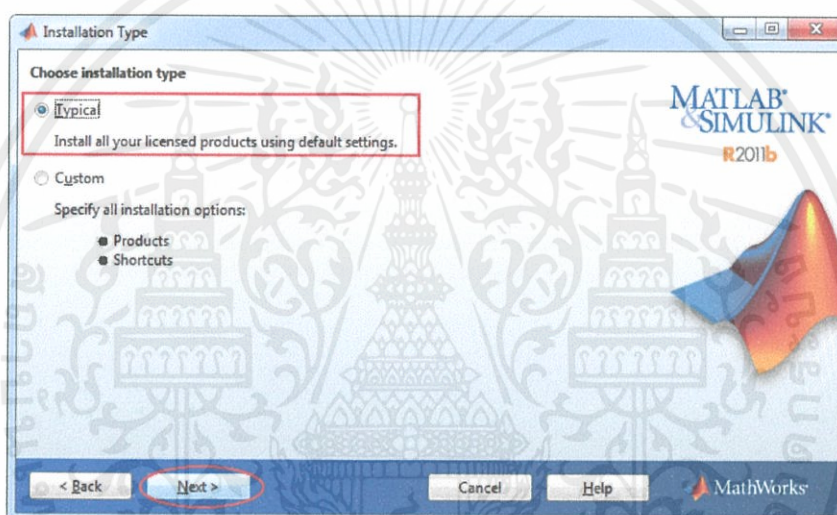 Installation Type
Choose installation type
Typical
Install all your licensed products using default settings.
Custom
Specify all installation options:
Products
Shortcuts
MATLAB®
&SIMULINK®
R2011b
< Back
Next >
Cancel
Help
MathWorks®